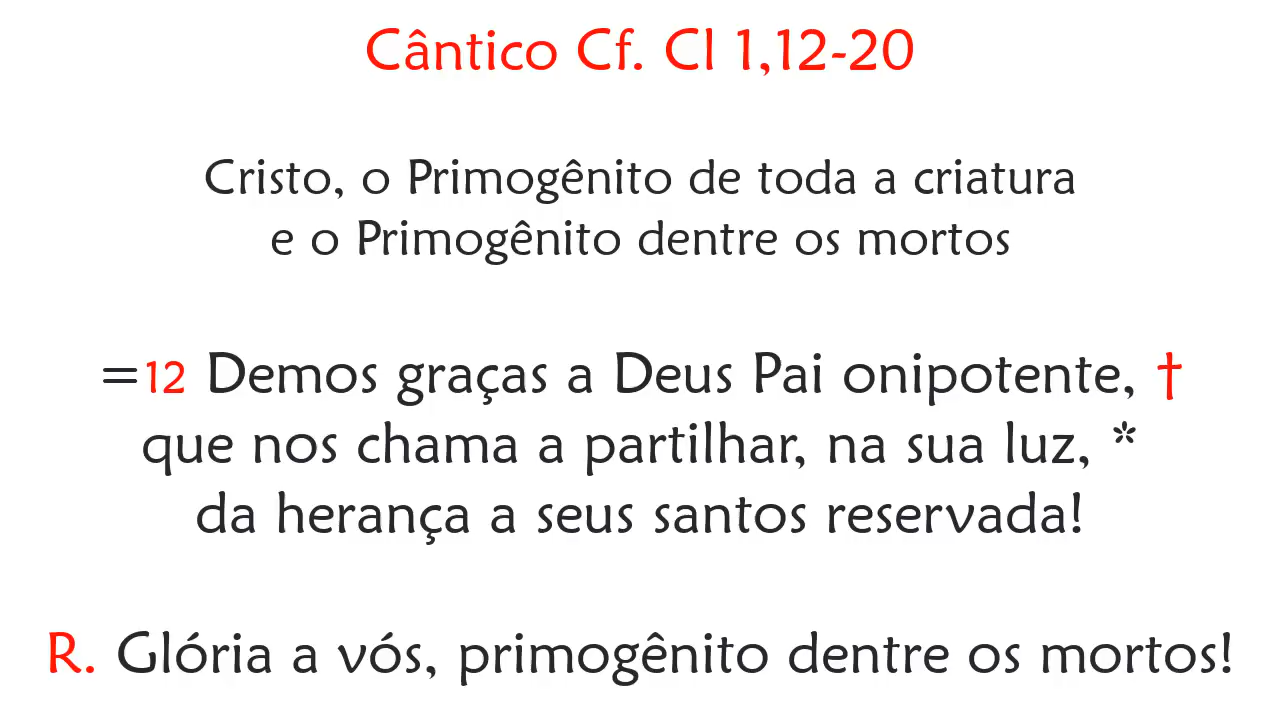 Cântico Cf. Cl 1,12-20
Cristo, o Primogênito de toda a criatura
e o Primogênito dentre os mortos
=12 Demos graças a Deus Pai onipotente, †
que nos chama a partilhar, na sua luz, *
da herança a seus santos reservada!
R. Glória a vós, primogênito dentre os mortos!